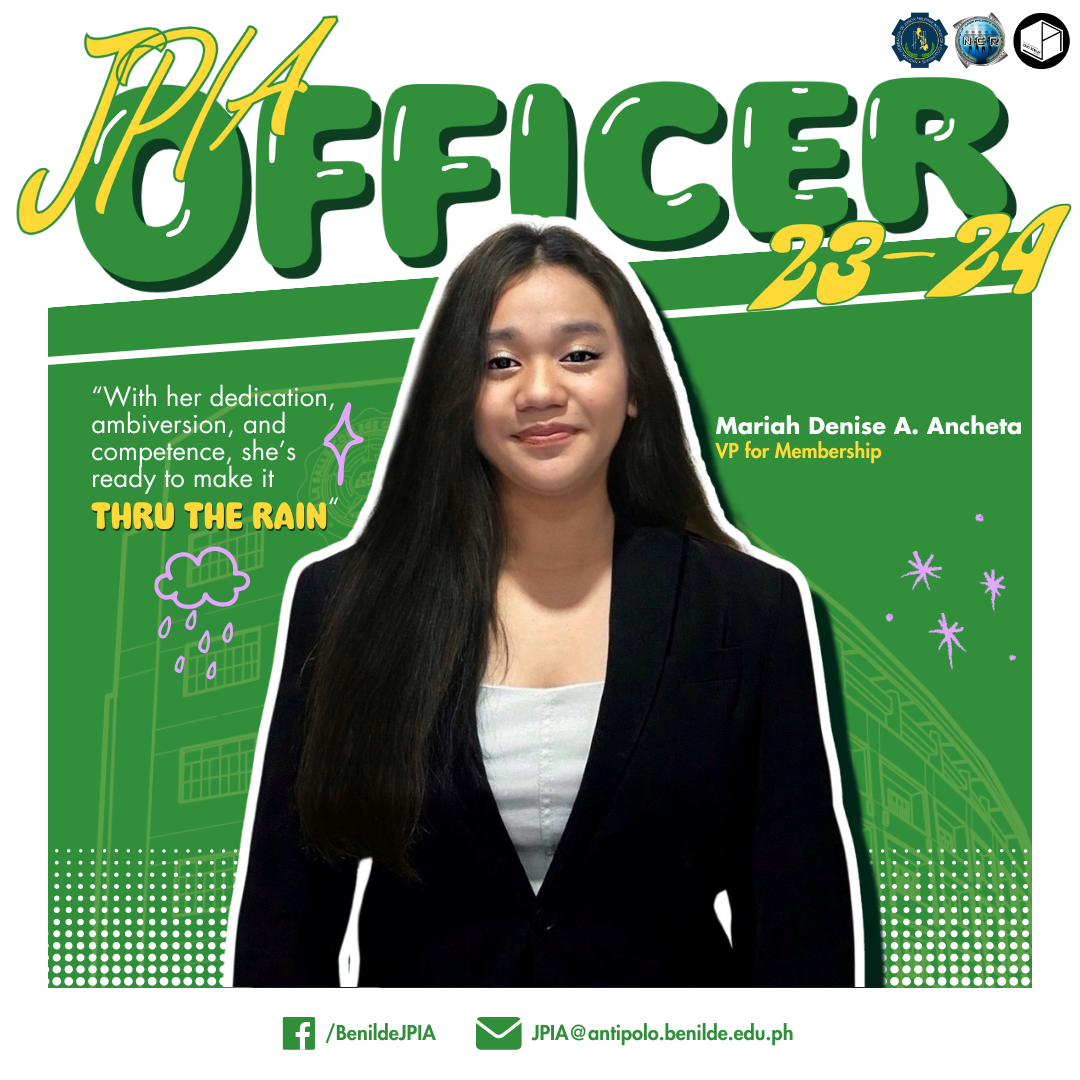 JPIA
OFFICER
23-24
“With her dedication,
ambiversion, and
competence, she’s
ready to make it
THRU THE RAIN“
Mariah Denise A. Ancheta
VP for Membership
/BenildeJPIA
JPIA@antipolo.benilde.edu.ph
NCR